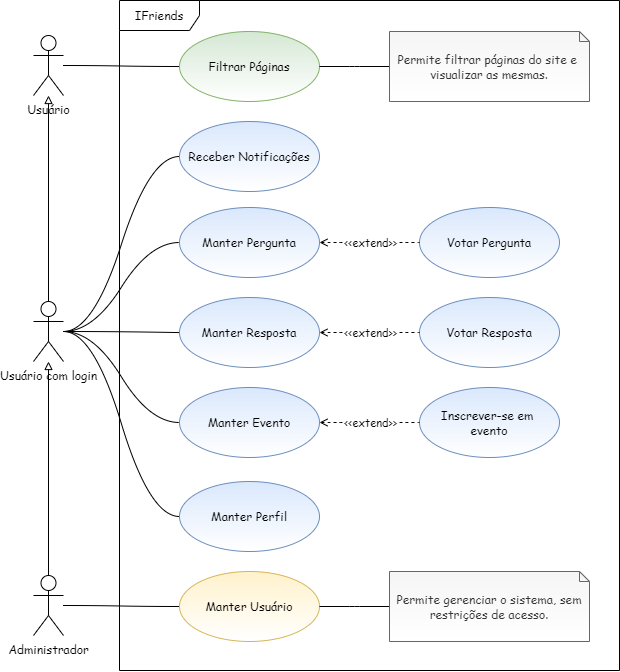 IFriends
Usuário
Filtrar Páginas
Permite filtrar páginas do site e
visualizar as mesmas.
Receber Notificações
Manter Pergunta
<<extend>>
Votar Pergunta
Usuário com login
Manter Resposta
<<extend>>
Votar Resposta
Manter Evento
<<extend>>
Inscrever-se em
evento
Manter Perfil
Administrador
Manter Usuário
Permite gerenciar o sistema, sem
restrições de acesso.